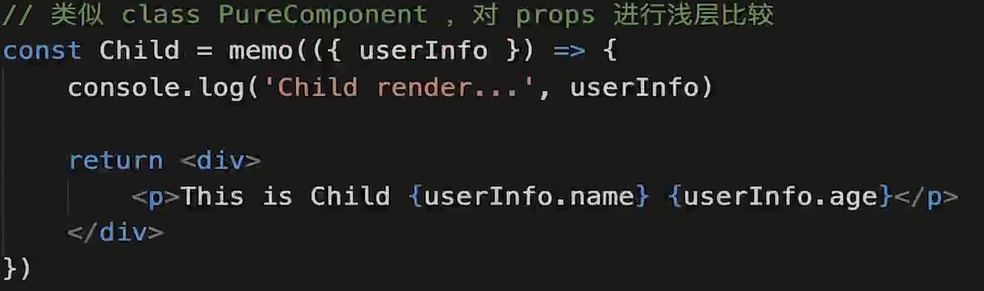 // 类似 class PureComponent ，对 props 进行浅层比较
const Child = memo(({ userInfo }) => {
    console.log('Child render...', userInfo)

    return <div>
        <p>This is Child {userInfo.name} {userInfo.age}</p>
    </div>
})